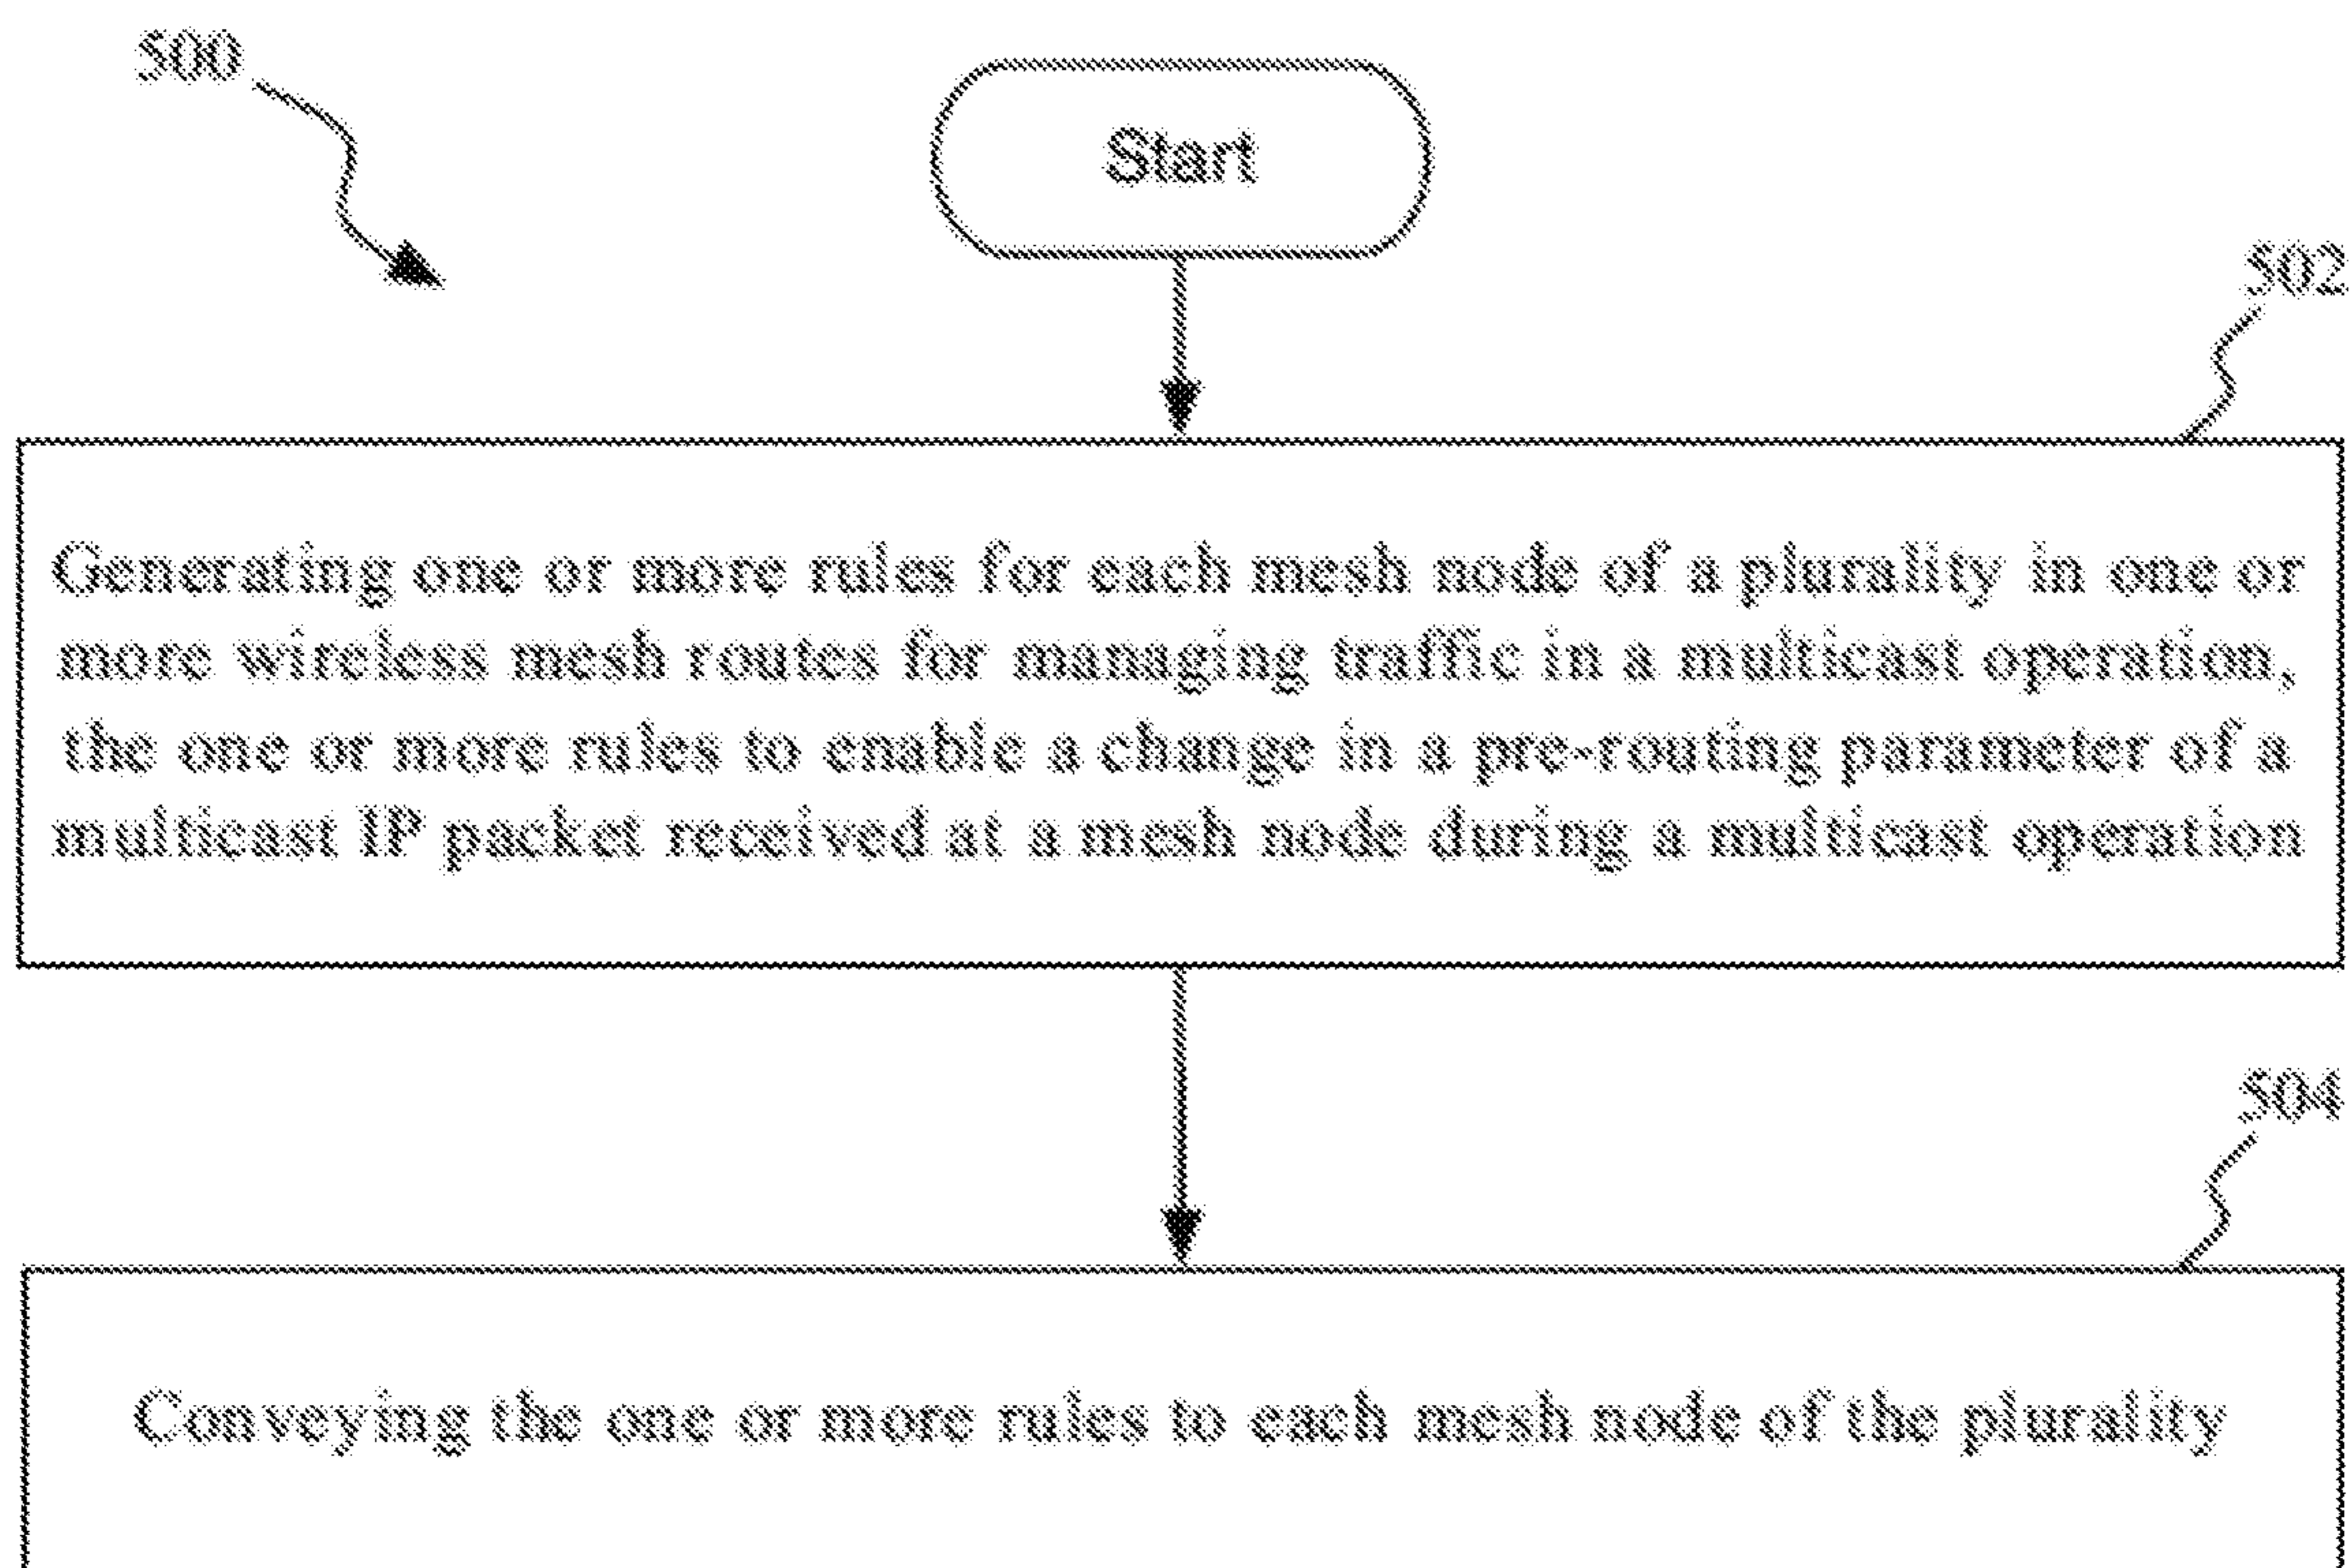 500
Start
502
Generating one or more rules for each mesh node of a plurality in one or
more wireless mesh routes for managing traffic in a multicast operation,
the one or more rules to enable a change in a pre-routing parameter of a
multicast IP packet received at a mesh node during a multicast operation
504
Conveying the one or more rules to each mesh node of the plurality